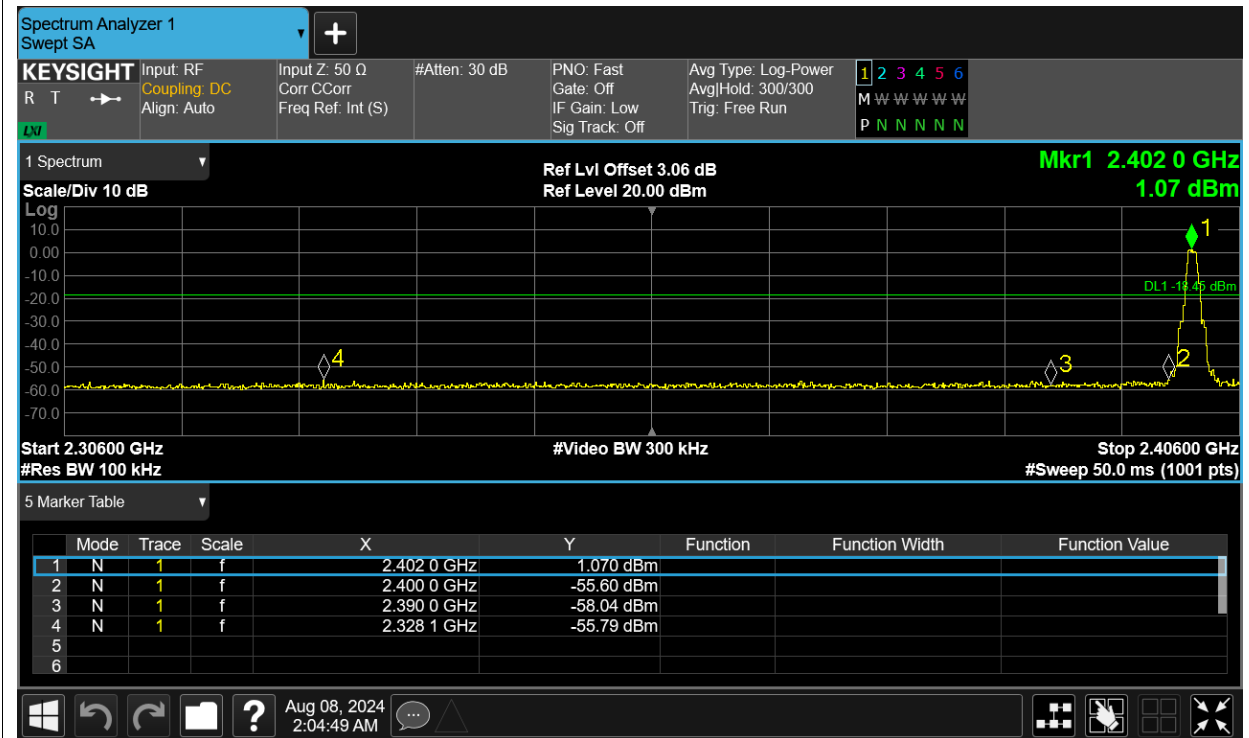 Spectrum Analyzer 1
Swept SA
+
KEYSIGHT Input: RF Input Z: 50 Ω #Atten: 30 dB PNO: Fast Avg Type: Log-Power 1 2 3 4 5 6
R T Coupling: DC Corr CCorr Gate: Off Avg|Hold: 300/300 M W W W W W
Align: Auto Freq Ref: Int (S) IF Gain: Low Trig: Free Run P N N N N N
LXI Sig Track: Off
1 Spectrum Ref Lvl Offset 3.06 dB Mkr1 2.402 0 GHz
Scale/Div 10 dB Ref Level 20.00 dBm 1.07 dBm
Log
10.0
0.00
-10.0
-20.0
-30.0
-40.0
-50.0
-60.0
-70.0
1
DL1 -18.45 dBm
4
3
2
Start 2.30600 GHz #Video BW 300 kHz Stop 2.40600 GHz
#Res BW 100 kHz #Sweep 50.0 ms (1001 pts)
5 Marker Table
Mode Trace Scale X Y Function Function Width Function Value
1 N 1 f 2.402 0 GHz 1.070 dBm
2 N 1 f 2.400 0 GHz -55.60 dBm
3 N 1 f 2.390 0 GHz -58.04 dBm
4 N 1 f 2.328 1 GHz -55.79 dBm
5
6
? Aug 08, 2024
2:04:49 AM